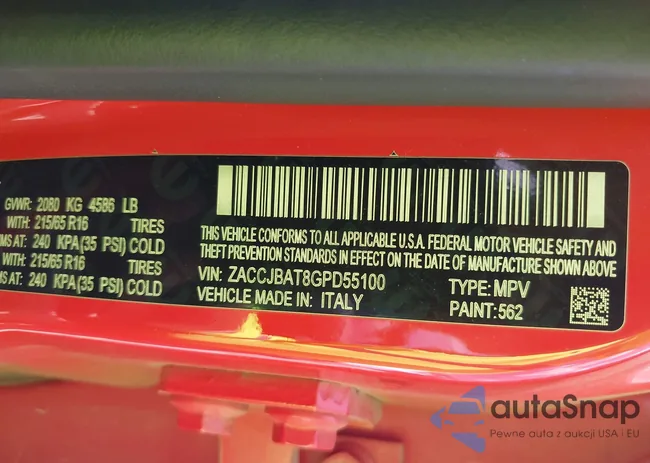 GVWR: 2080 KG 4586 LB
WITH: 215/65 R16 TIRES
MS AT: 240 KPA(35 PSI) COLD
WITH: 215/65 R16 TIRES
MS AT: 240 KPA(35 PSI) COLD
THIS VEHICLE CONFORMS TO ALL APPLICABLE U.S.A. FEDERAL MOTOR VEHICLE SAFETY AND
THEFT PREVENTION STANDARDS IN EFFECT ON THE DATE OF MANUFACTURE SHOWN ABOVE
VIN: ZACCJBAT8GPD55100 TYPE: MPV
VEHICLE MADE IN: ITALY PAINT:562
autaSnap
Pewne auta z aukcji USA i EU